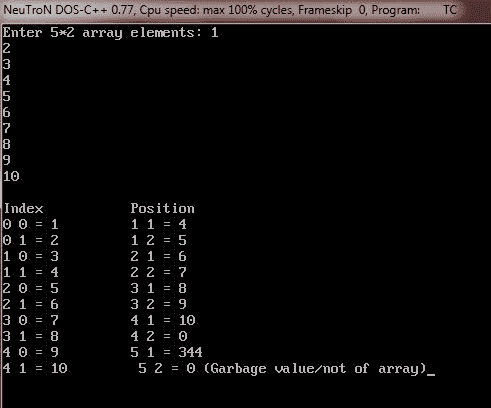 NeuTroN DOS-C++ 0.77, Cpu speed: max 100% cycles, Frameskip 0, Program: TC
Enter 5*2 array elements: 1
2
3
4
5
6
7
8
9
10
Index Position
0 0 = 1 1 1 = 4
0 1 = 2 1 2 = 5
1 0 = 3 2 1 = 6
1 1 = 4 2 2 = 7
2 0 = 5 3 1 = 8
2 1 = 6 3 2 = 9
3 0 = 7 4 1 = 10
3 1 = 8 4 2 = 0
4 0 = 9 5 1 = 344
4 1 = 10 5 2 = 0 (Garbage value/not of array)_